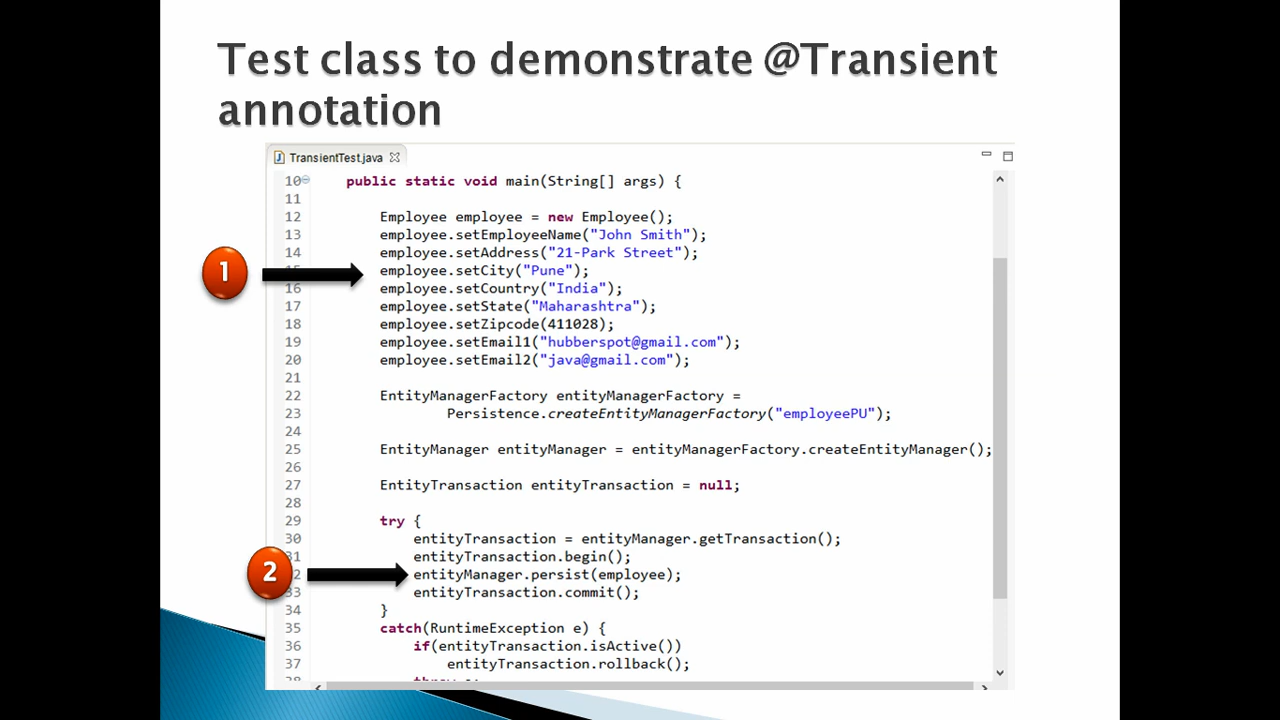 Test class to demonstrate @Transient
annotation
TransientTest.java
10 public static void main(String[] args) {
11
12 Employee employee = new Employee();
13 employee.setEmployeeName("John Smith");
14 employee.setAddress("21-Park Street");
1 15 employee.setCity("Pune");
16 employee.setCountry("India");
17 employee.setState("Maharashtra");
18 employee.setZipcode(411028);
19 employee.setEmail1("hubberspot@gmail.com");
20 employee.setEmail2("java@gmail.com");
21
22 EntityManagerFactory entityManagerFactory =
23 Persistence.createEntityManagerFactory("employeePU");
24
25 EntityManager entityManager = entityManagerFactory.createEntityManager();
26
27 EntityTransaction entityTransaction = null;
28
29 try {
30 entityTransaction = entityManager.getTransaction();
31 entityTransaction.begin();
2 2 entityManager.persist(employee);
33 entityTransaction.commit();
34 }
35 catch(RuntimeException e) {
36 if(entityTransaction.isActive())
37 entityTransaction.rollback();